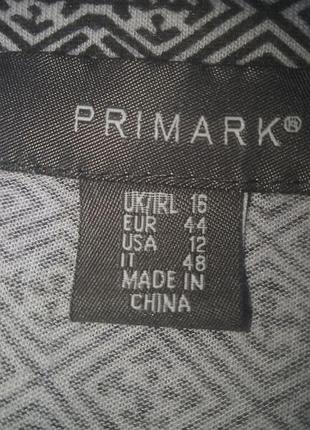 PRIMARK®
UK/IRL 16
EUR 44
USA 12
IT 48
MADE IN
CHINA